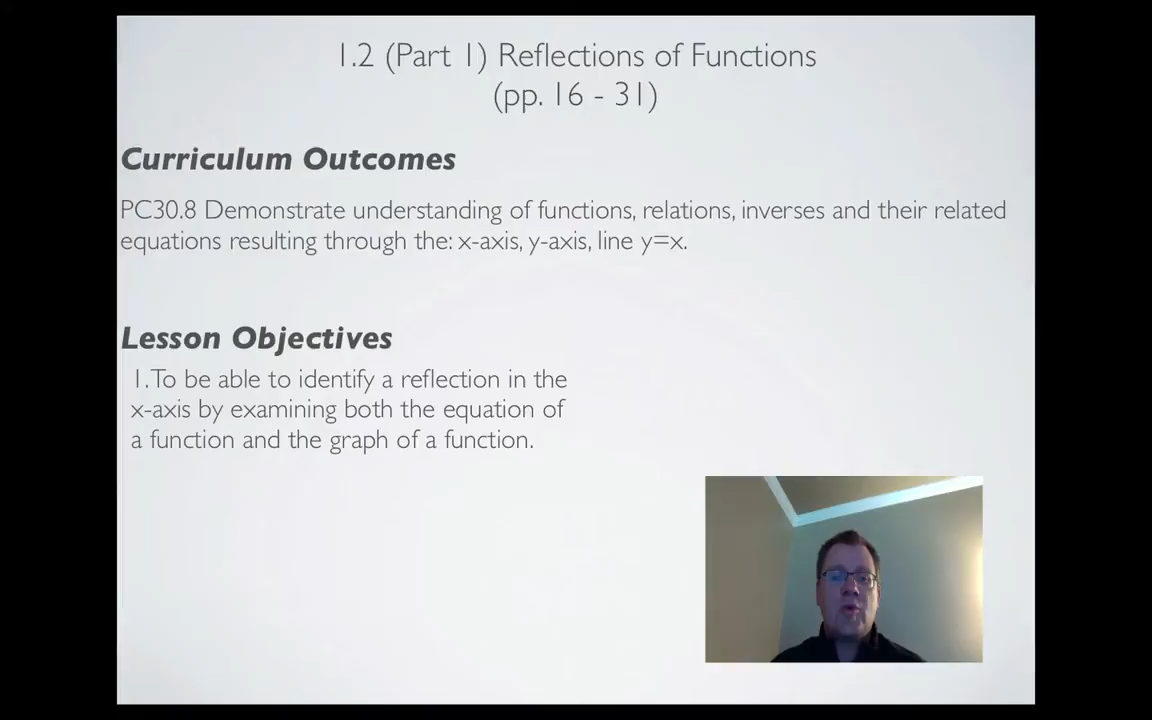 1.2 (Part 1) Reflections of Functions
(pp. 16 - 31)
Curriculum Outcomes
PC30.8 Demonstrate understanding of functions, relations, inverses and their related
equations resulting through the: x-axis, y-axis, line y=x.
Lesson Objectives
1.To be able to identify a reflection in the
x-axis by examining both the equation of
a function and the graph of a function.